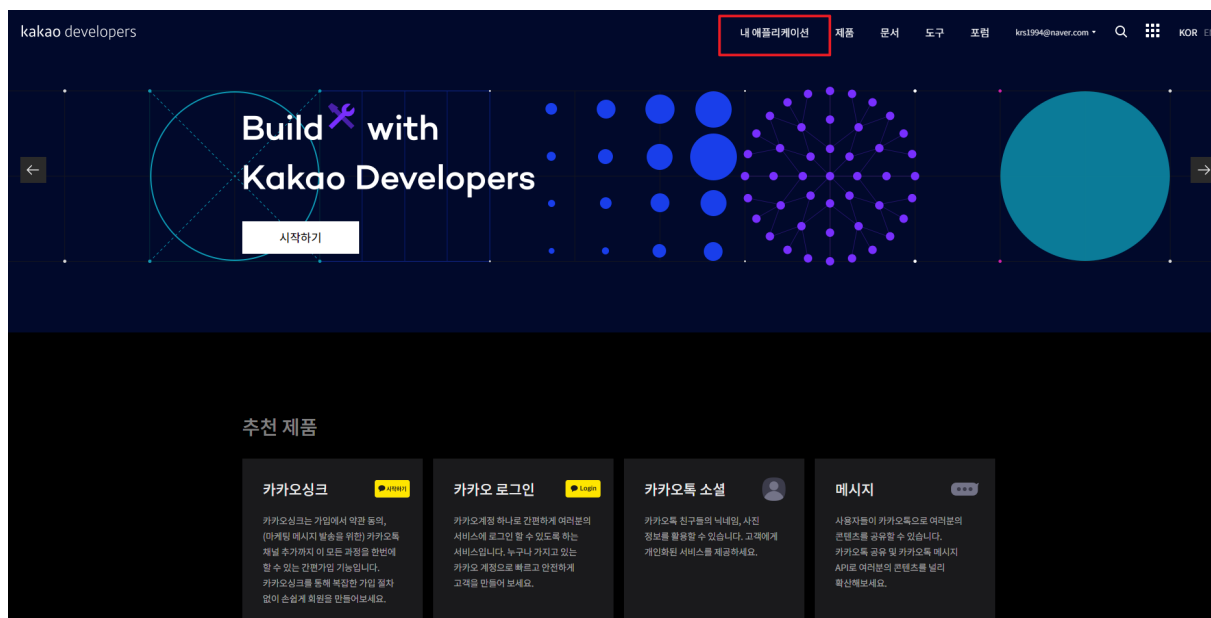 kakao developers
내 애플리케이션 제품 문서 도구 포럼 krs1994@naver.com KOR
Build with
Kakao Developers
시작하기
추천 제품
카카오싱크
시작하기
카카오싱크는 가입에서 약관 동의,
(마케팅 메시지 발송을 위한) 카카오톡
채널 추가까지 이 모든 과정을 한번에
할 수 있는 간편가입 기능입니다.
카카오싱크를 통해 복잡한 가입 절차
없이 손쉽게 회원을 만들어보세요.
카카오 로그인
Login
카카오계정 하나로 간편하게 여러분의
서비스에 로그인 할 수 있도록 하는
서비스입니다. 누구나 가지고 있는
카카오 계정으로 빠르고 안전하게
고객을 만들어 보세요.
카카오톡 소셜
카카오톡 친구들의 닉네임, 사진
정보를 활용할 수 있습니다. 고객에게
개인화된 서비스를 제공하세요.
메시지
사용자들이 카카오톡으로 여러분의
콘텐츠를 공유할 수 있습니다.
카카오톡 공유 및 카카오톡 메시지
API로 여러분의 콘텐츠를 널리
확산해보세요.